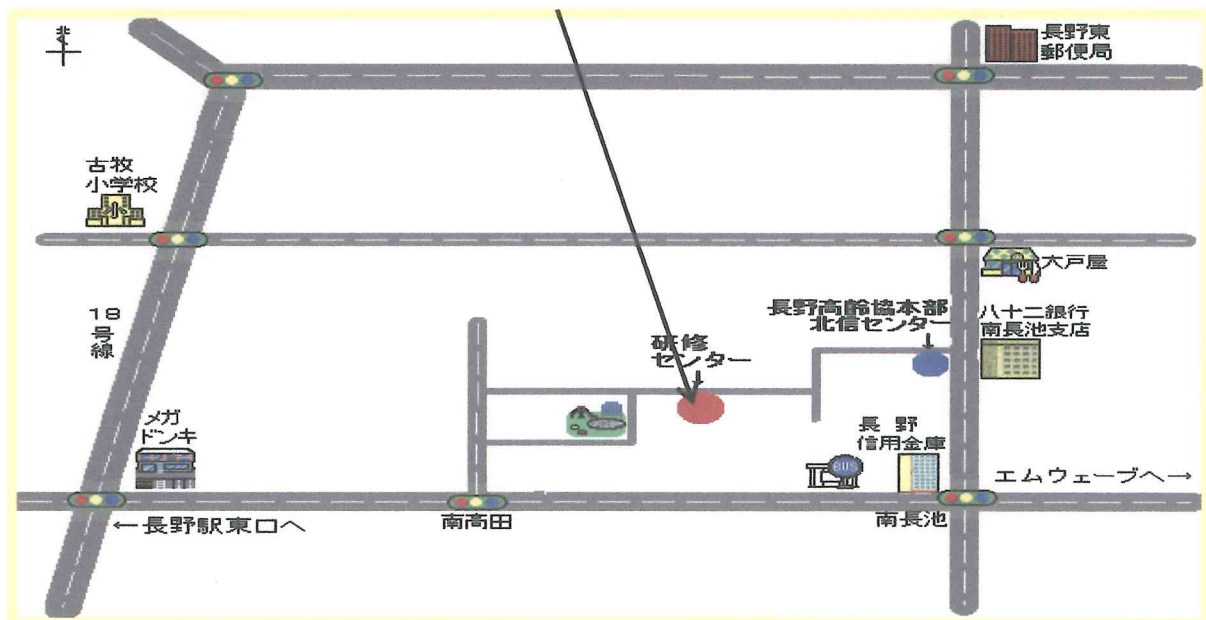 北
長野東
郵便局
古牧
小学校
小
大戸屋
18
号
線
長野高齢協本部
北信センター
八十二銀行
南長池支店
研修
センター
メガ
ドンキ
長 野
信用金庫
BUS
エムウェーブへ→
←長野駅東口へ
南高田
南長池